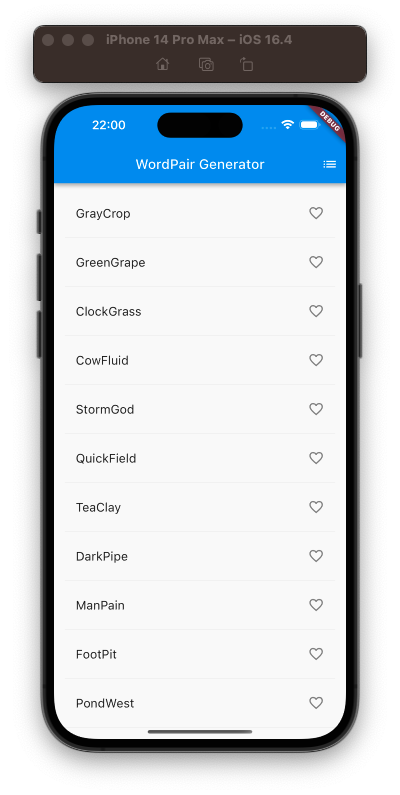 iPhone 14 Pro Max – iOS 16.4
22:00
DEBUG
WordPair Generator
GrayCrop
GreenGrape
ClockGrass
CowFluid
StormGod
QuickField
TeaClay
DarkPipe
ManPain
FootPit
PondWest